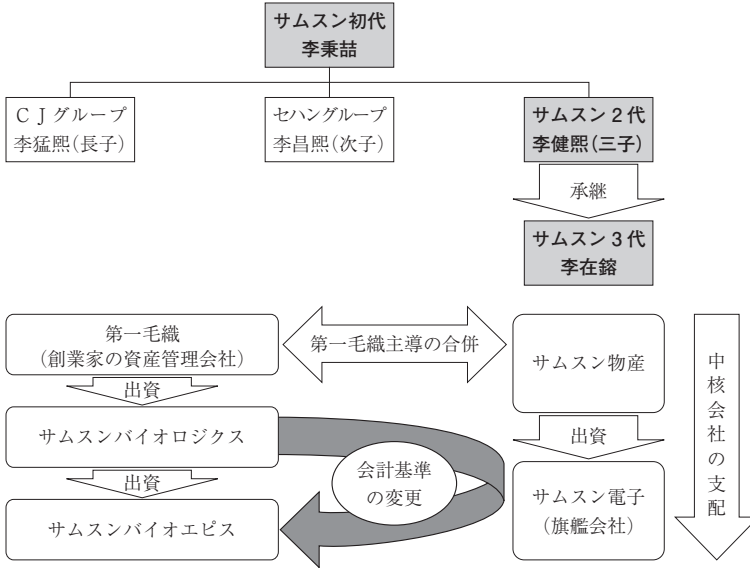 サムスン初代
李秉喆
ＣＪグループ
李猛熙(長子)
セハングループ
李昌熙(次子)
サムスン２代
李健熙(三子)
承継
サムスン３代
李在鎔
第一毛織
(創業家の資産管理会社)
第一毛織主導の合併
サムスン物産
出資
サムスンバイオロジクス
出資
サムスンバイオエピス
会計基準
の変更
出資
サムスン電子
(旗艦会社)
中核会社の支配